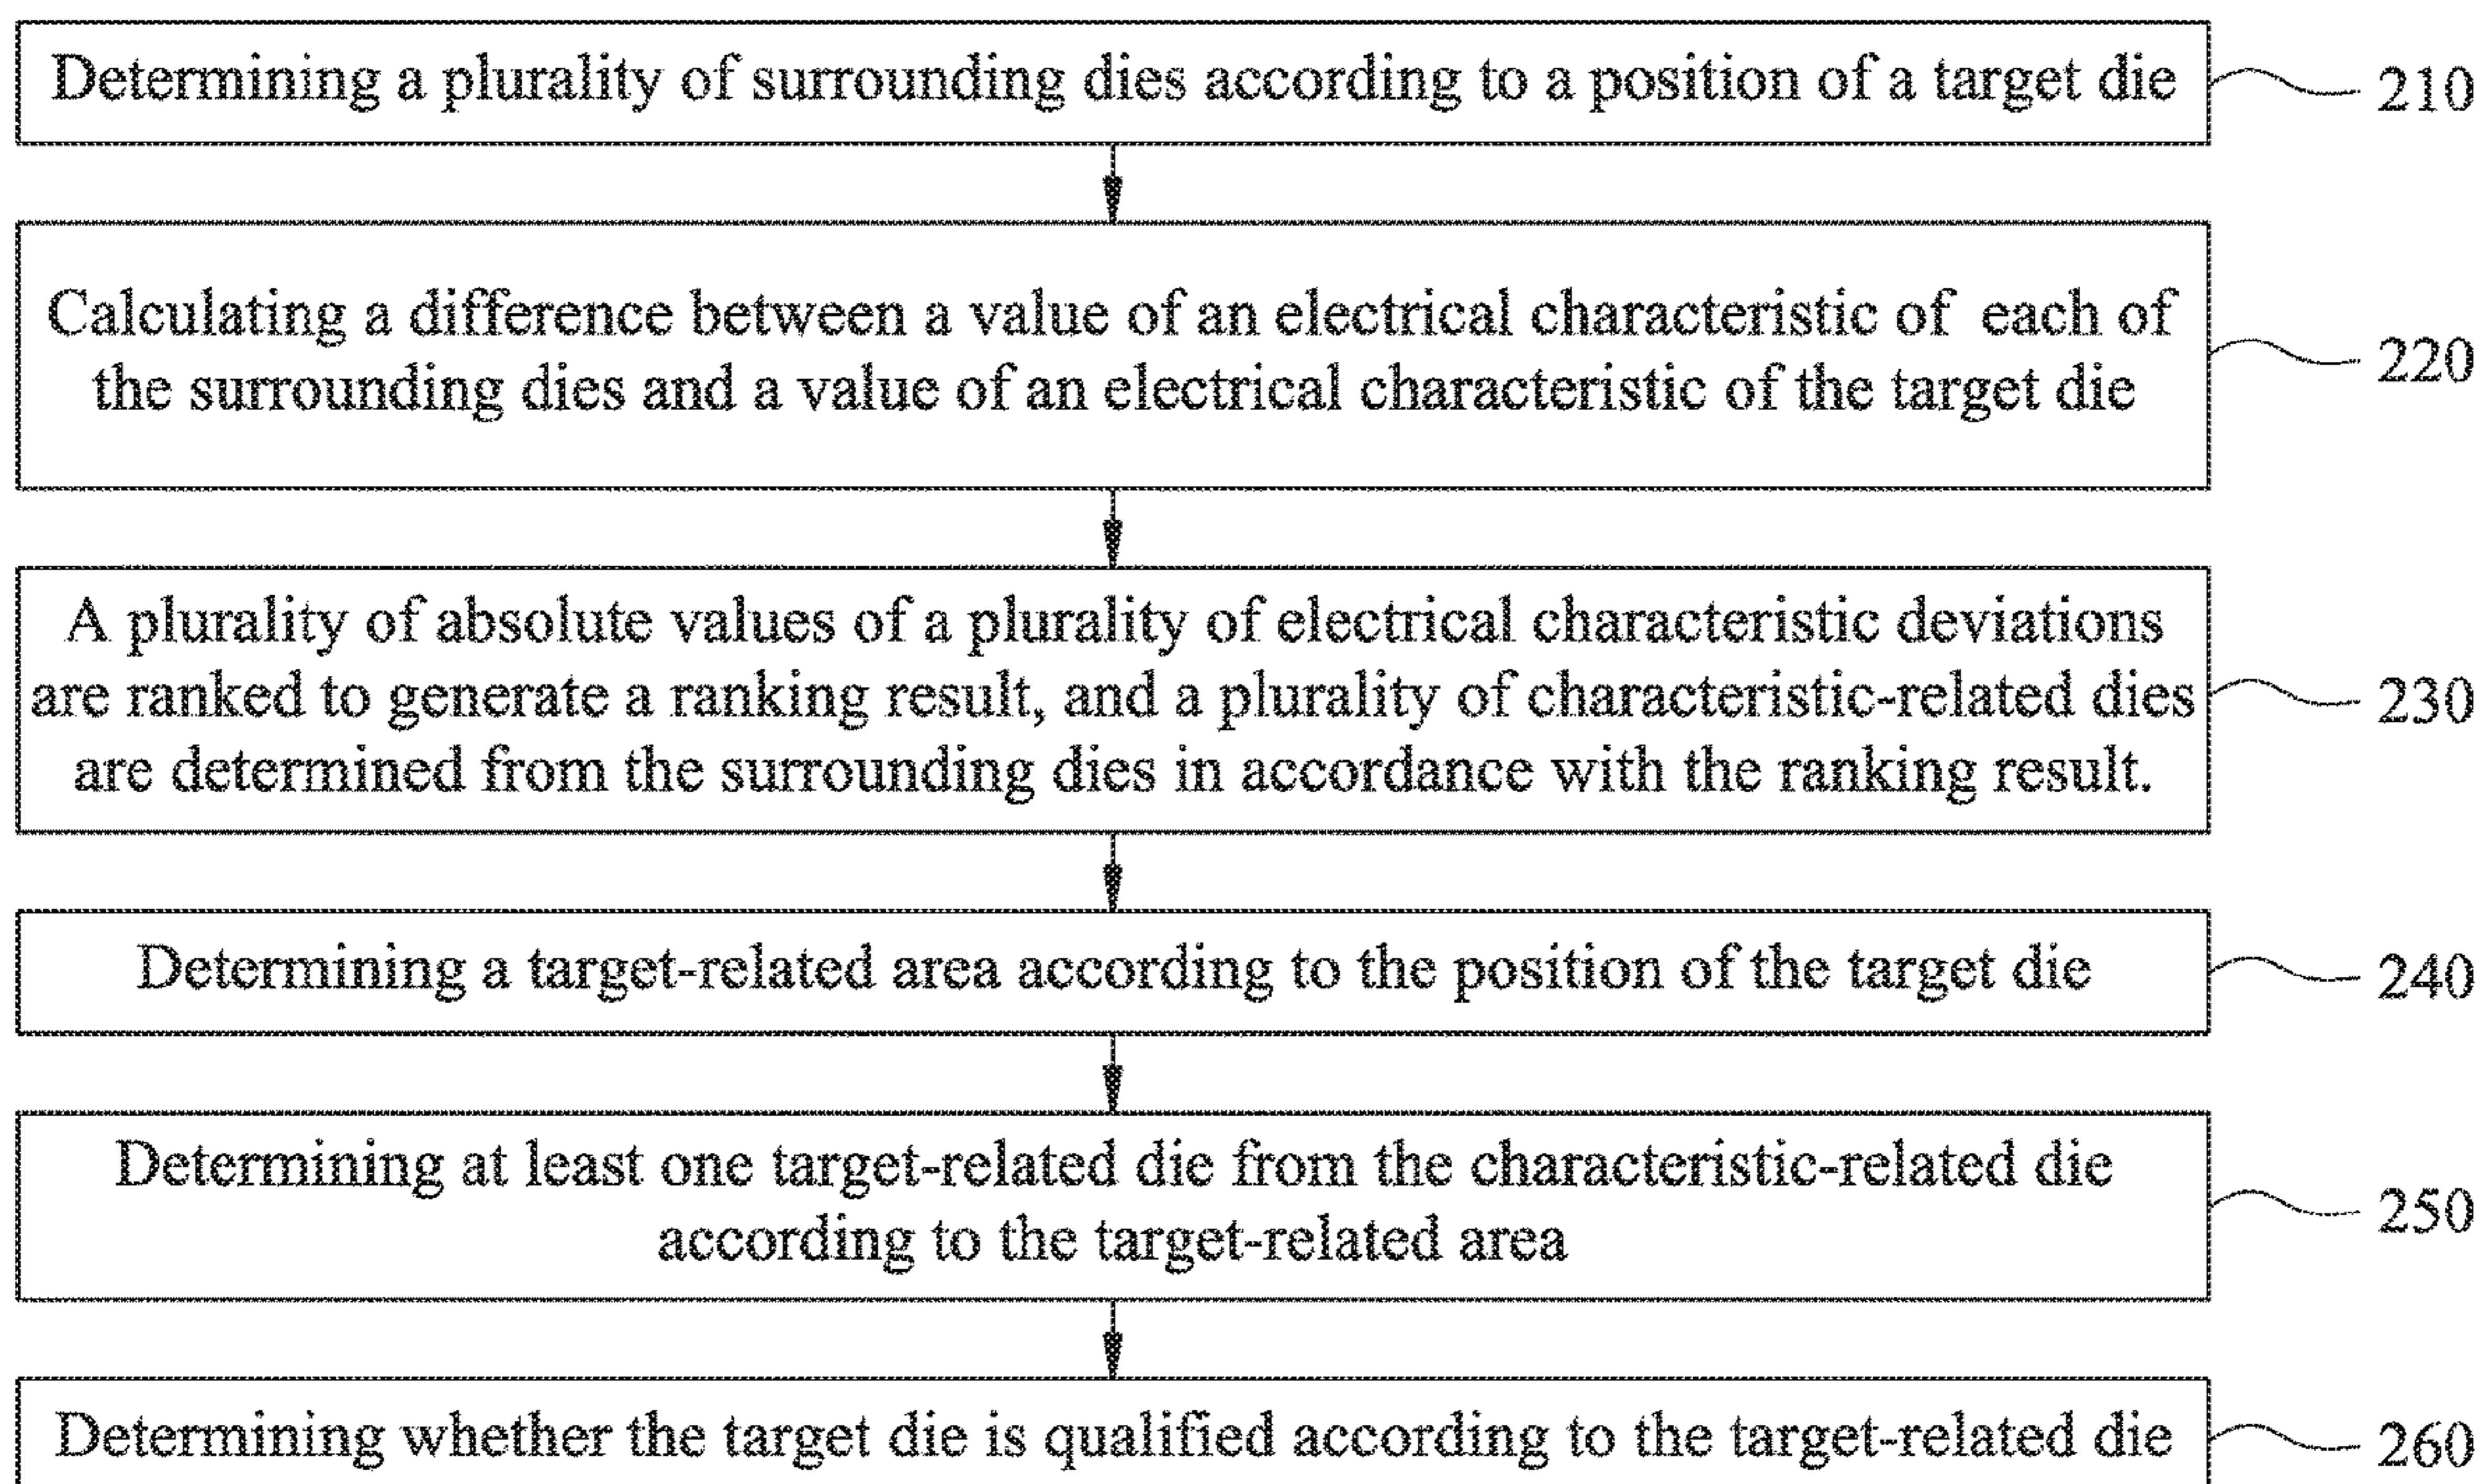 Determining a plurality of surrounding dies according to a position of a target die
210
Calculating a difference between a value of an electrical characteristic of each of
the surrounding dies and a value of an electrical characteristic of the target die
220
A plurality of absolute values of a plurality of electrical characteristic deviations
are ranked to generate a ranking result, and a plurality of characteristic-related dies
are determined from the surrounding dies in accordance with the ranking result.
230
Determining a target-related area according to the position of the target die
240
Determining at least one target-related die from the characteristic-related die
according to the target-related area
250
Determining whether the target die is qualified according to the target-related die
260